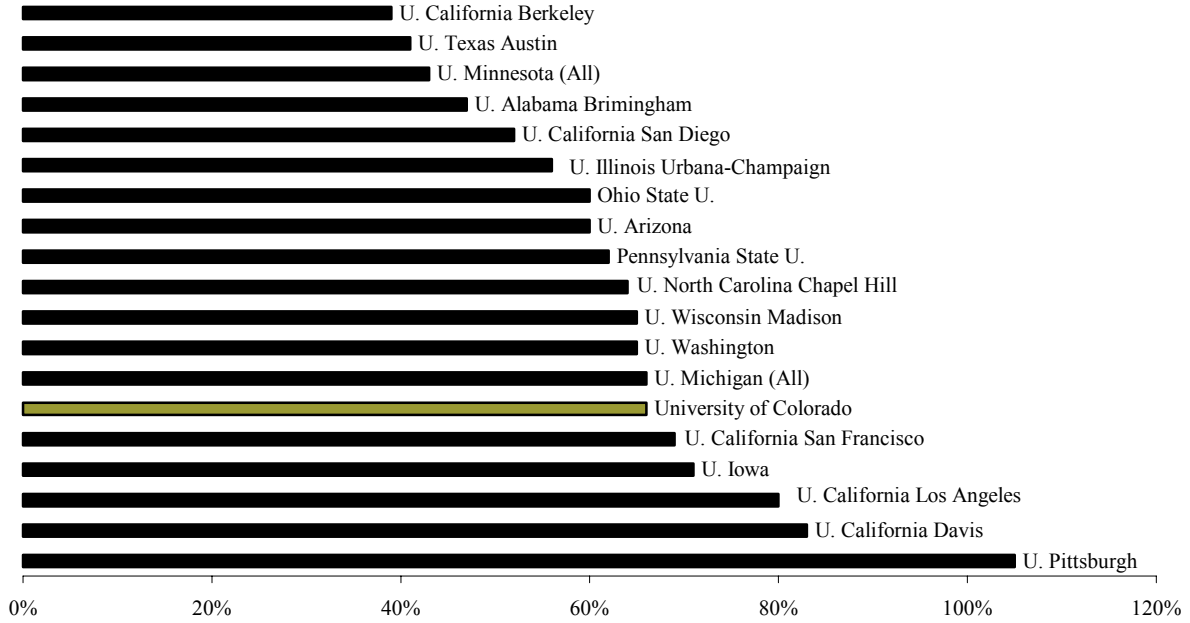 U. California Berkeley
U. Texas Austin
U. Minnesota (All)
U. Alabama Brimingham
U. California San Diego
U. Illinois Urbana-Champaign
Ohio State U.
U. Arizona
Pennsylvania State U.
U. North Carolina Chapel Hill
U. Wisconsin Madison
U. Washington
U. Michigan (All)
University of Colorado
U. California San Francisco
U. Iowa
U. California Los Angeles
U. California Davis
U. Pittsburgh
0% 20% 40% 60% 80% 100% 120%